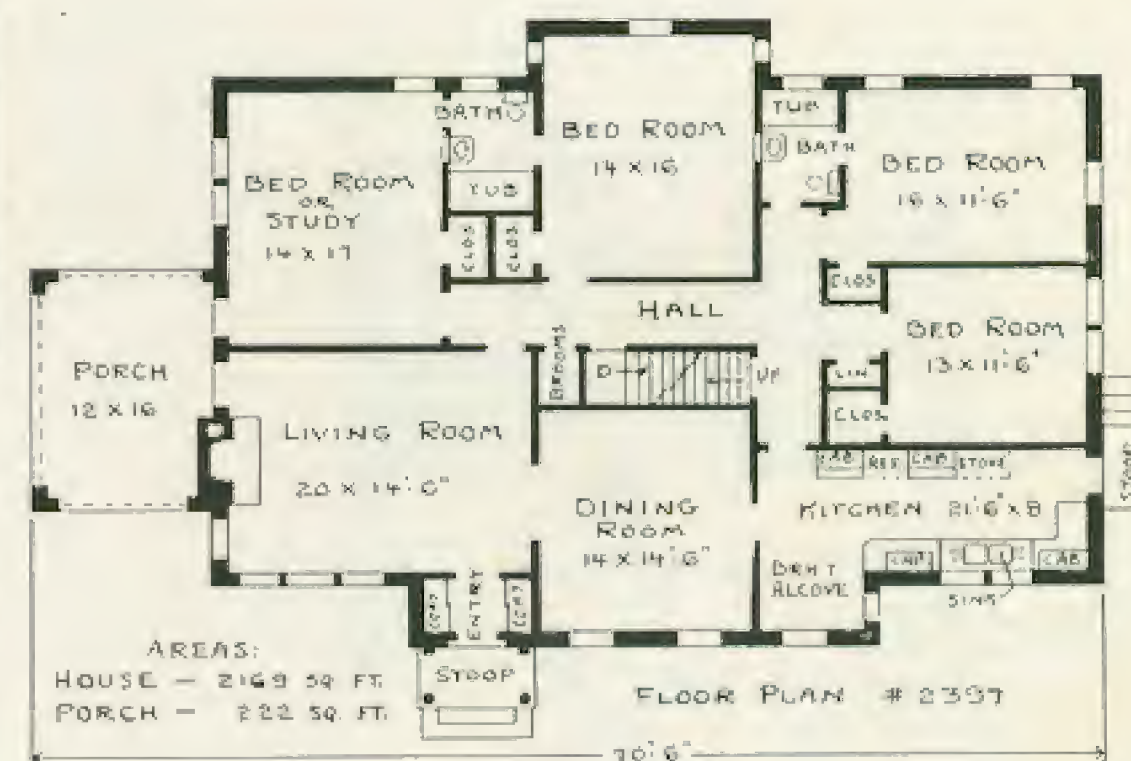 BATH
TUB
BED ROOM
14 X 16
TUB
BATH
BED ROOM
OR
STUDY
14 X 17
BED ROOM
CLOS
CLOS
CLOS
HALL
BED ROOM
13 X 11'-6"
PORCH
12 X 16
BROOMS
D
UP
LIN
CLOS
LIVING ROOM
20 X 14'-6"
CAB
REF
CAB
STOVE
STOOP
DINING
ROOM
14 X 14'-6"
KITCHEN 21'-6" X 8
BRK'T
ALCOVE
CAB
CAB
SINK
ENTRY
STOOP
AREAS:
HOUSE — 2169 SQ. FT.
PORCH — 222 SQ. FT.
FLOOR PLAN # 2397
70'-6"